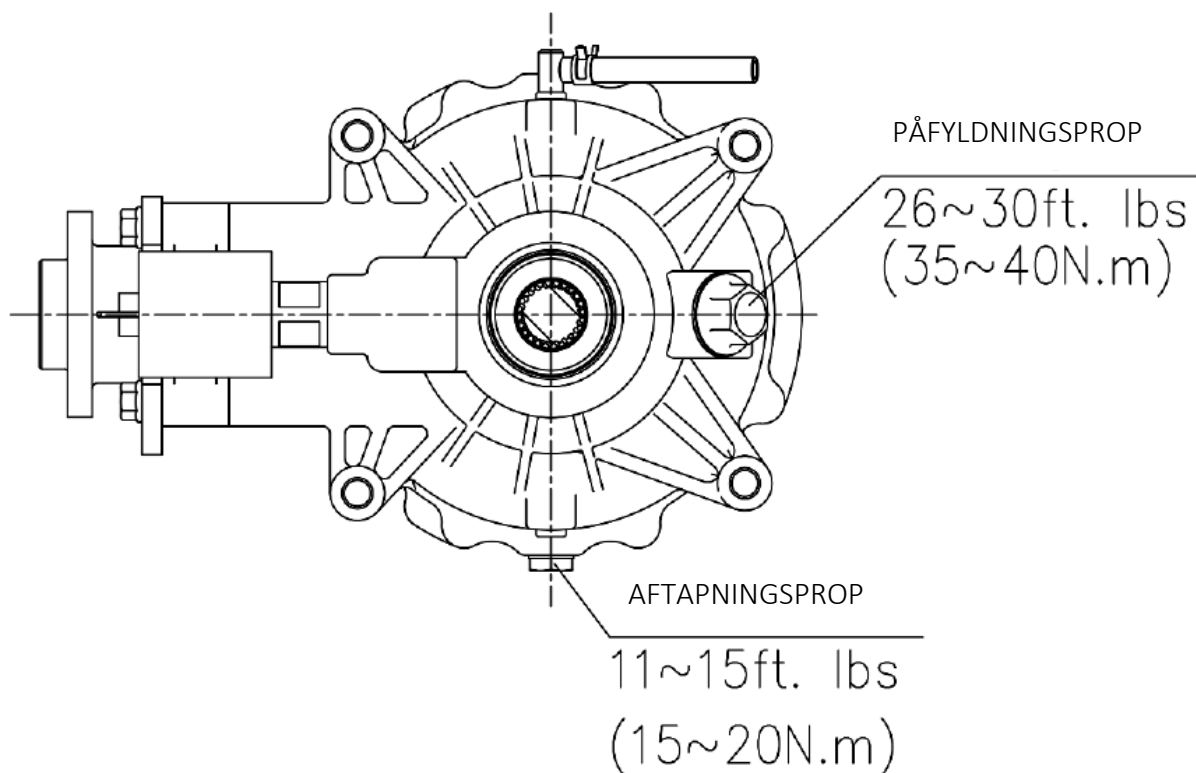 PÅFYLDNINGSPROP
26~30ft. lbs
(35~40N.m)
AFTAPNINGSPROP
11~15ft. lbs
(15~20N.m)